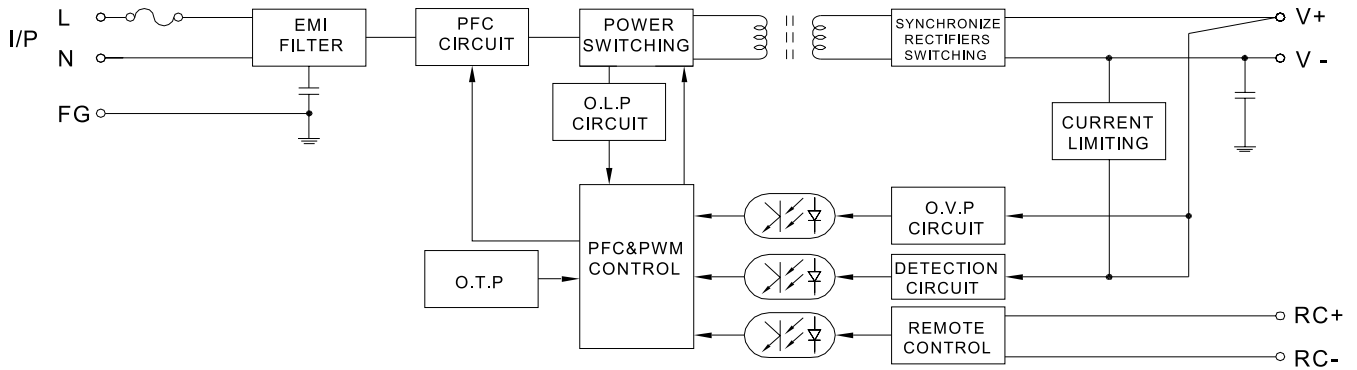 I/P
L
N
FG
EMI
FILTER
PFC
CIRCUIT
POWER
SWITCHING
SYNCHRONIZE
RECTIFIERS
SWITCHING
V+
V -
O.L.P
CIRCUIT
CURRENT
LIMITING
PFC&PWM
CONTROL
O.T.P
O.V.P
CIRCUIT
DETECTION
CIRCUIT
REMOTE
CONTROL
RC+
RC-